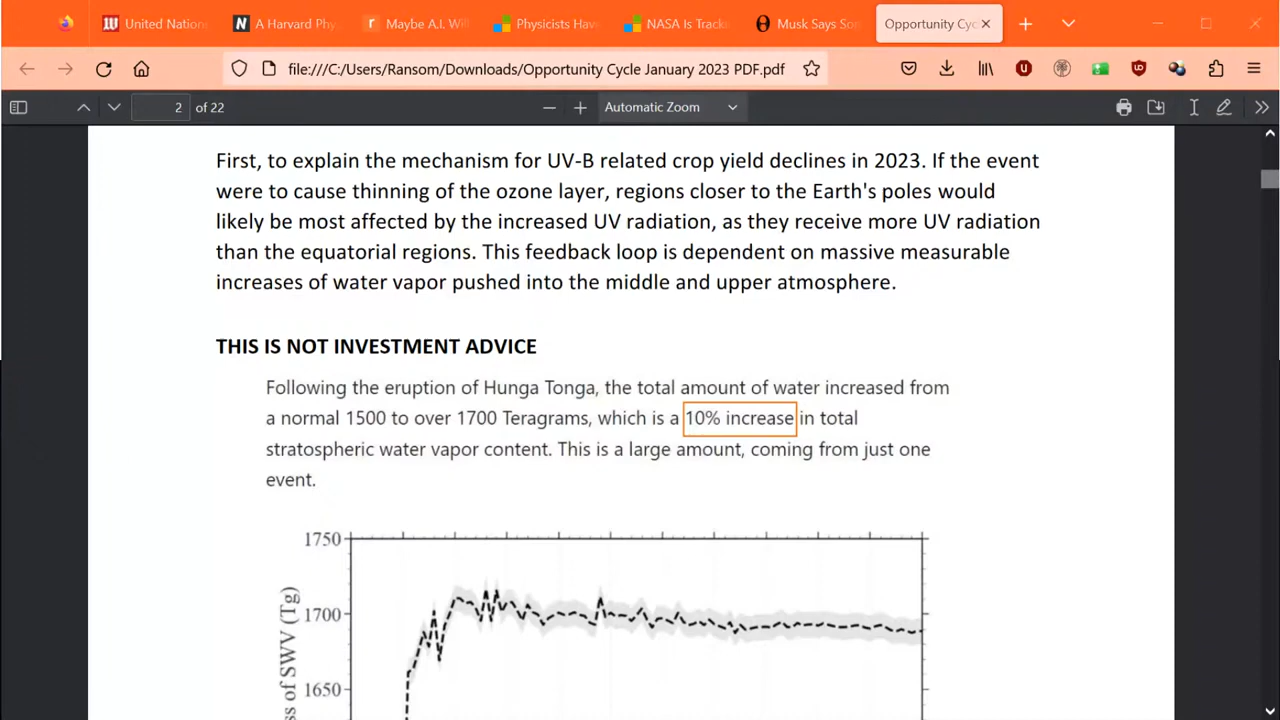 United Nation
A Harvard Phy
Maybe A.I. Wil
Physicists Hav
NASA Is Track
Musk Says So
Opportunity Cyc
file:///C:/Users/Ransom/Downloads/Opportunity Cycle January 2023 PDF.pdf
2 of 22
Automatic Zoom
First, to explain the mechanism for UV-B related crop yield declines in 2023. If the event
were to cause thinning of the ozone layer, regions closer to the Earth's poles would
likely be most affected by the increased UV radiation, as they receive more UV radiation
than the equatorial regions. This feedback loop is dependent on massive measurable
increases of water vapor pushed into the middle and upper atmosphere.
THIS IS NOT INVESTMENT ADVICE
Following the eruption of Hunga Tonga, the total amount of water increased from
a normal 1500 to over 1700 Teragrams, which is a 10% increase in total
stratospheric water vapor content. This is a large amount, coming from just one
event.
1750
1700
1650
ss of SWV (Tg)